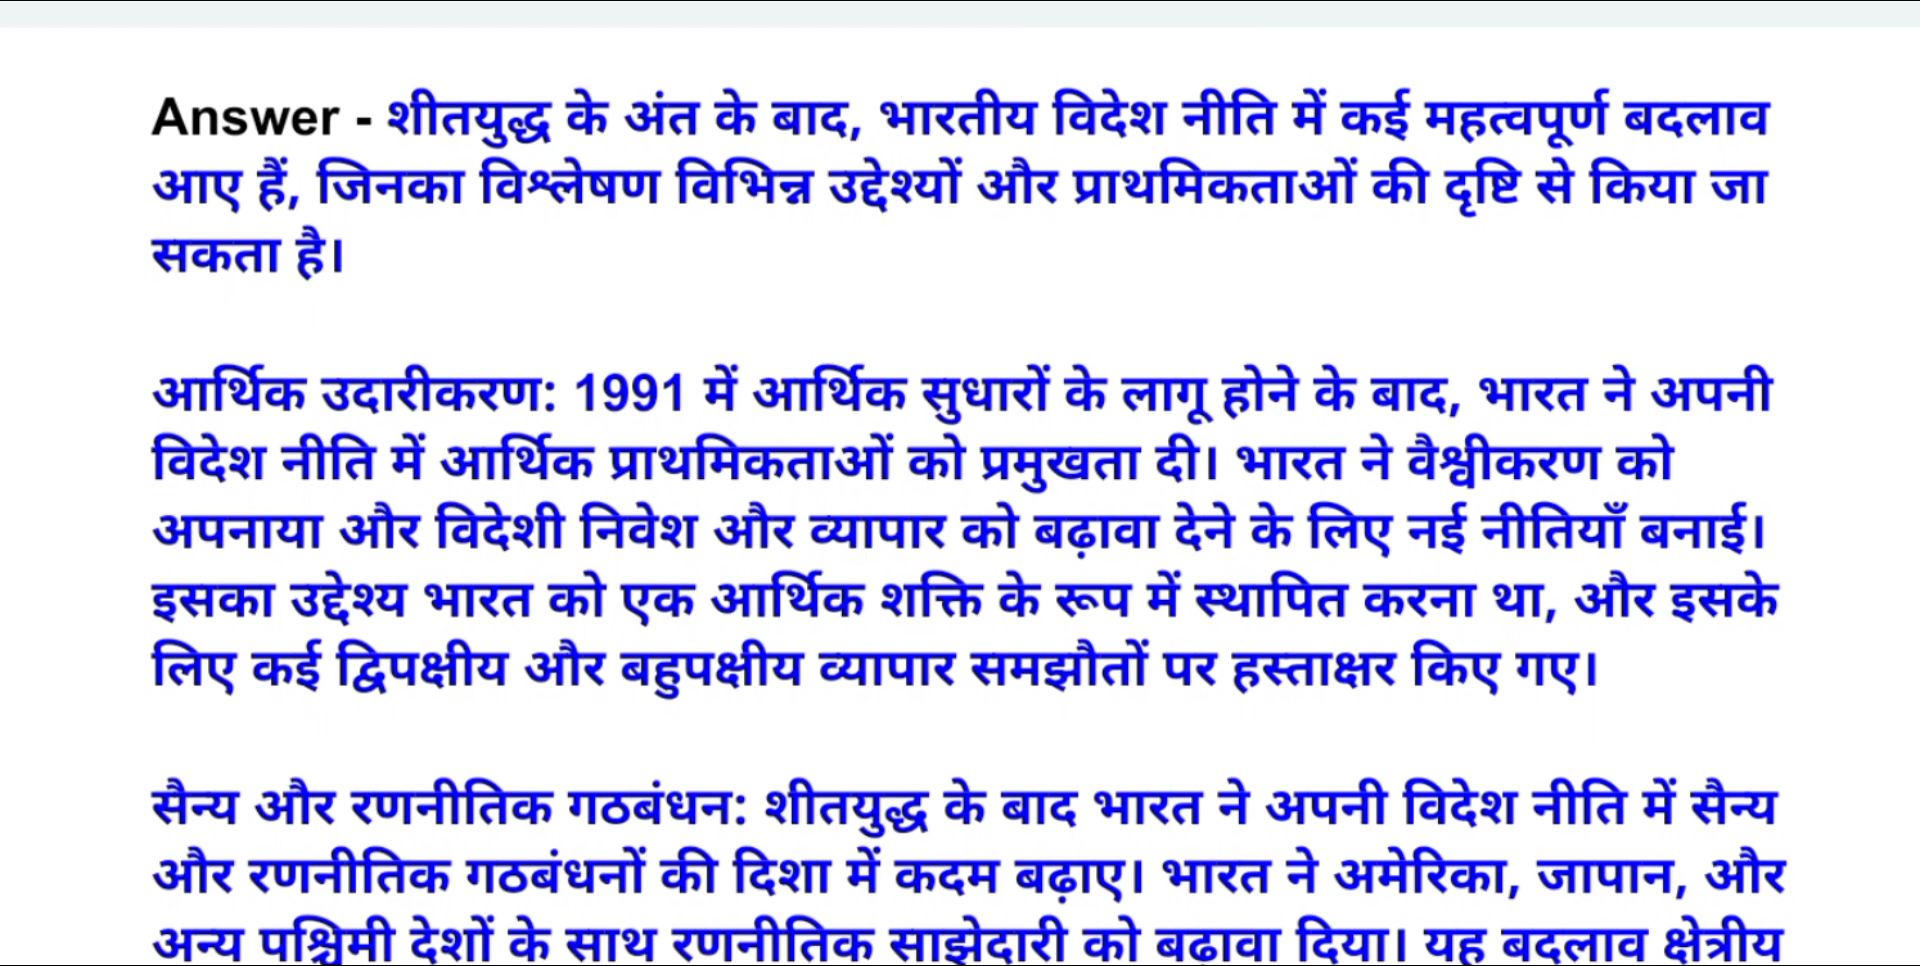 Answer - शीतयुद्ध के अंत के बाद, भारतीय विदेश नीति में कई महत्वपूर्ण बदलाव
आए हैं, जिनका विश्लेषण विभिन्न उद्देश्यों और प्राथमिकताओं की दृष्टि से किया जा
सकता है।
आर्थिक उदारीकरण: 1991 में आर्थिक सुधारों के लागू होने के बाद, भारत ने अपनी
विदेश नीति में आर्थिक प्राथमिकताओं को प्रमुखता दी। भारत ने वैश्वीकरण को
अपनाया और विदेशी निवेश और व्यापार को बढ़ावा देने के लिए नई नीतियाँ बनाई।
इसका उद्देश्य भारत को एक आर्थिक शक्ति के रूप में स्थापित करना था, और इसके
लिए कई द्विपक्षीय और बहुपक्षीय व्यापार समझौतों पर हस्ताक्षर किए गए।
सैन्य और रणनीतिक गठबंधन: शीतयुद्ध के बाद भारत ने अपनी विदेश नीति में सैन्य
और रणनीतिक गठबंधनों की दिशा में कदम बढ़ाए। भारत ने अमेरिका, जापान, और
अन्य पश्चिमी देशों के साथ रणनीतिक साझेदारी को बढ़ावा दिया। यह बदलाव क्षेत्रीय